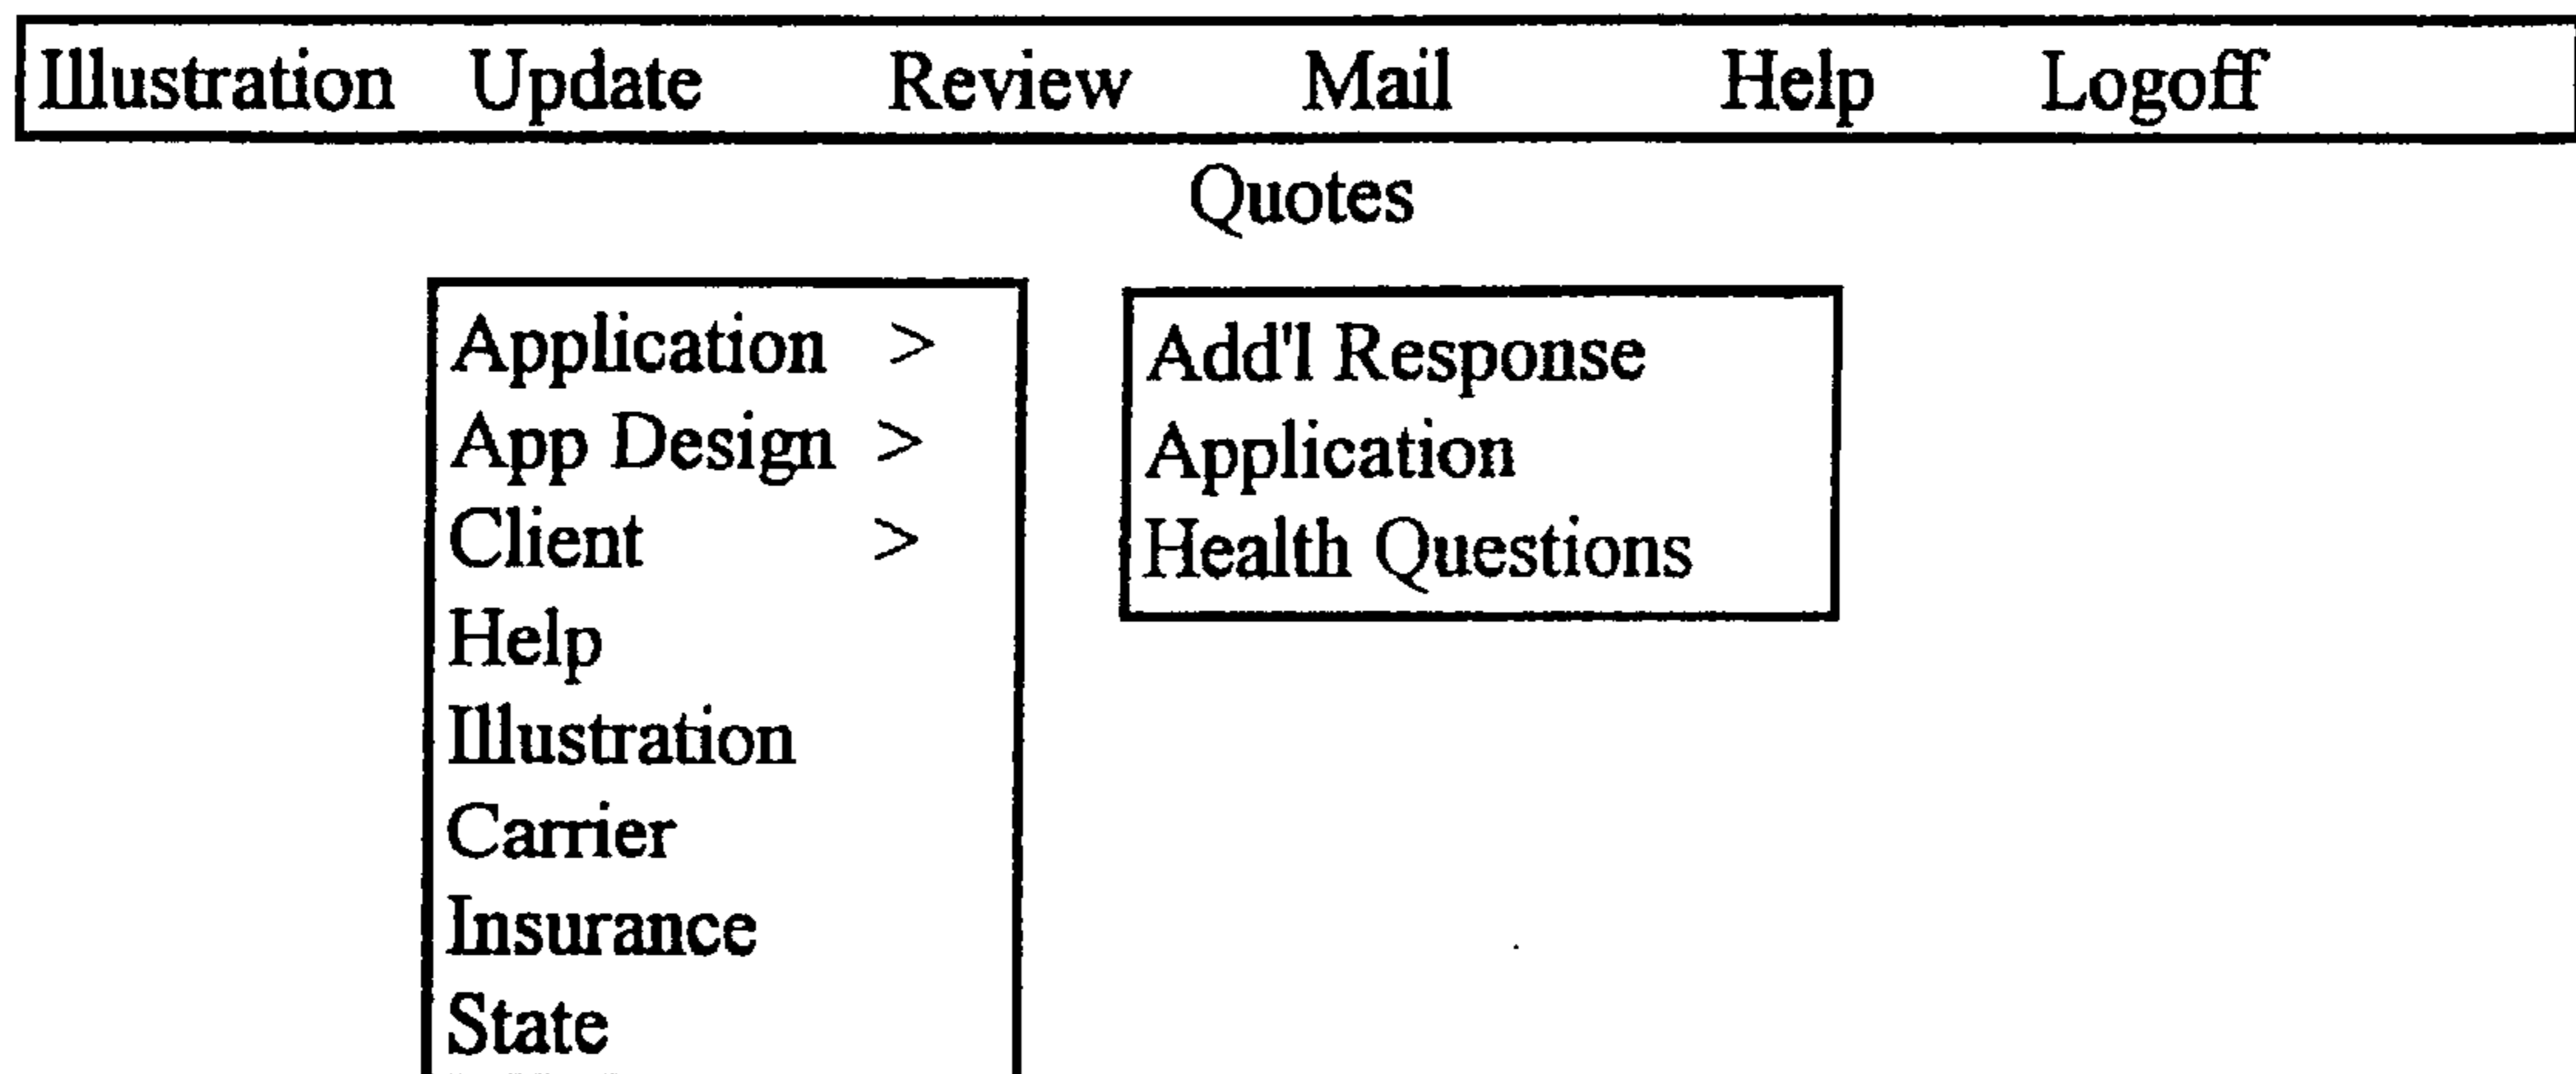 Illustration Update Review Mail Help Logoff
Quotes
Application >
App Design >
Client >
Help
Illustration
Carrier
Insurance
State
Add'l Response
Application
Health Questions